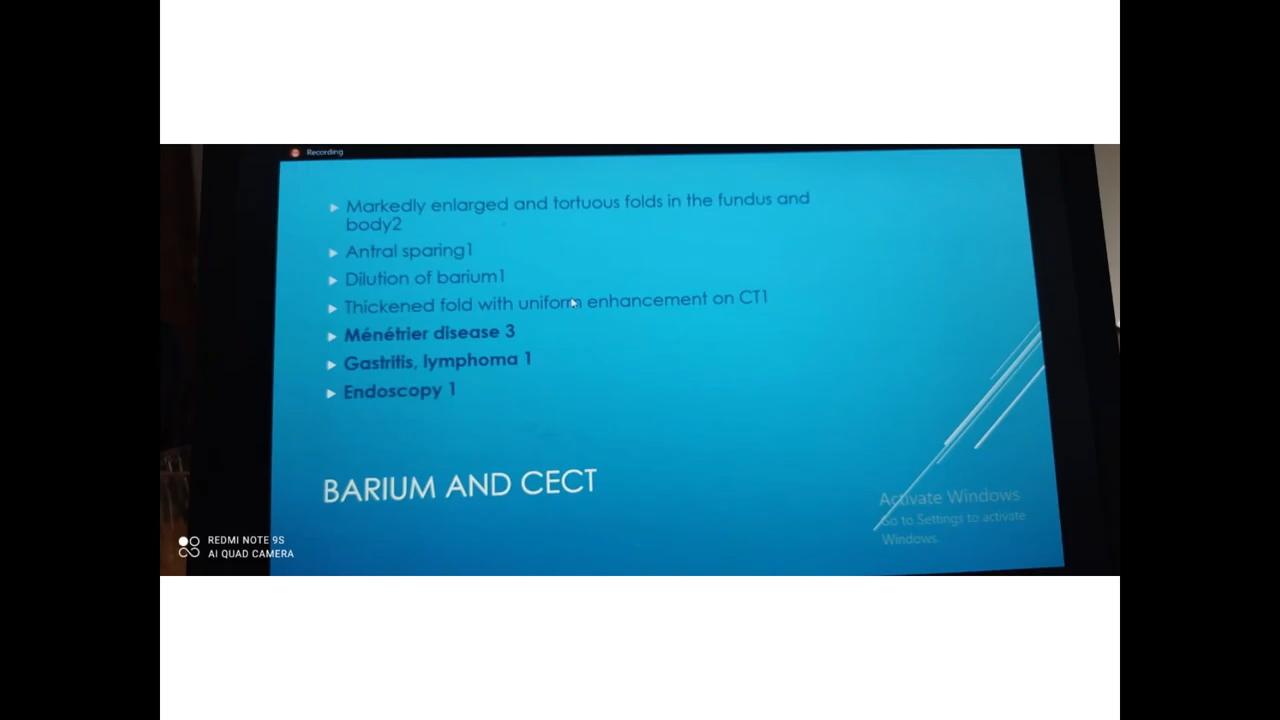 Recording
Markedly enlarged and tortuous folds in the fundus and
body2
Antral sparing1
Dilution of barium1
Thickened fold with uniform enhancement on CT1
Ménétrier disease 3
Gastritis, lymphoma 1
Endoscopy 1
BARIUM AND CECT
Activate Windows
Go to Settings to activate
Windows.
REDMI NOTE 9S
AI QUAD CAMERA